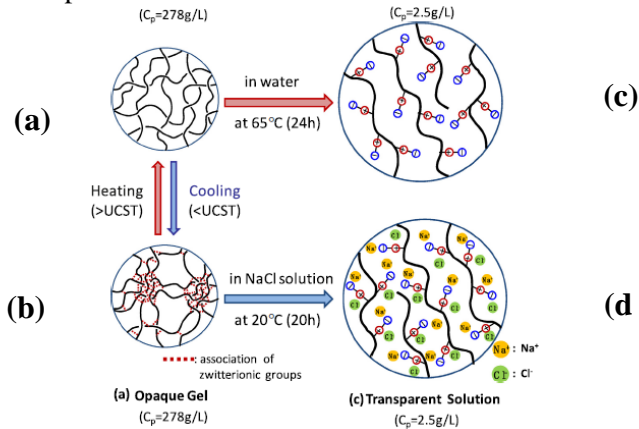 (Cp=278g/L)
(Cp=2.5g/L)
(a)
in water
at 65°C (24h)
(c)
Heating
(>UCST)
Cooling
(<UCST)
(b)
in NaCl solution
at 20°C (20h)
(d
association of
zwitterionic groups
Na⁺ : Na⁺
Cl⁻ : Cl⁻
(a) Opaque Gel
(Cp=278g/L)
(c) Transparent Solution
(Cp=2.5g/L)